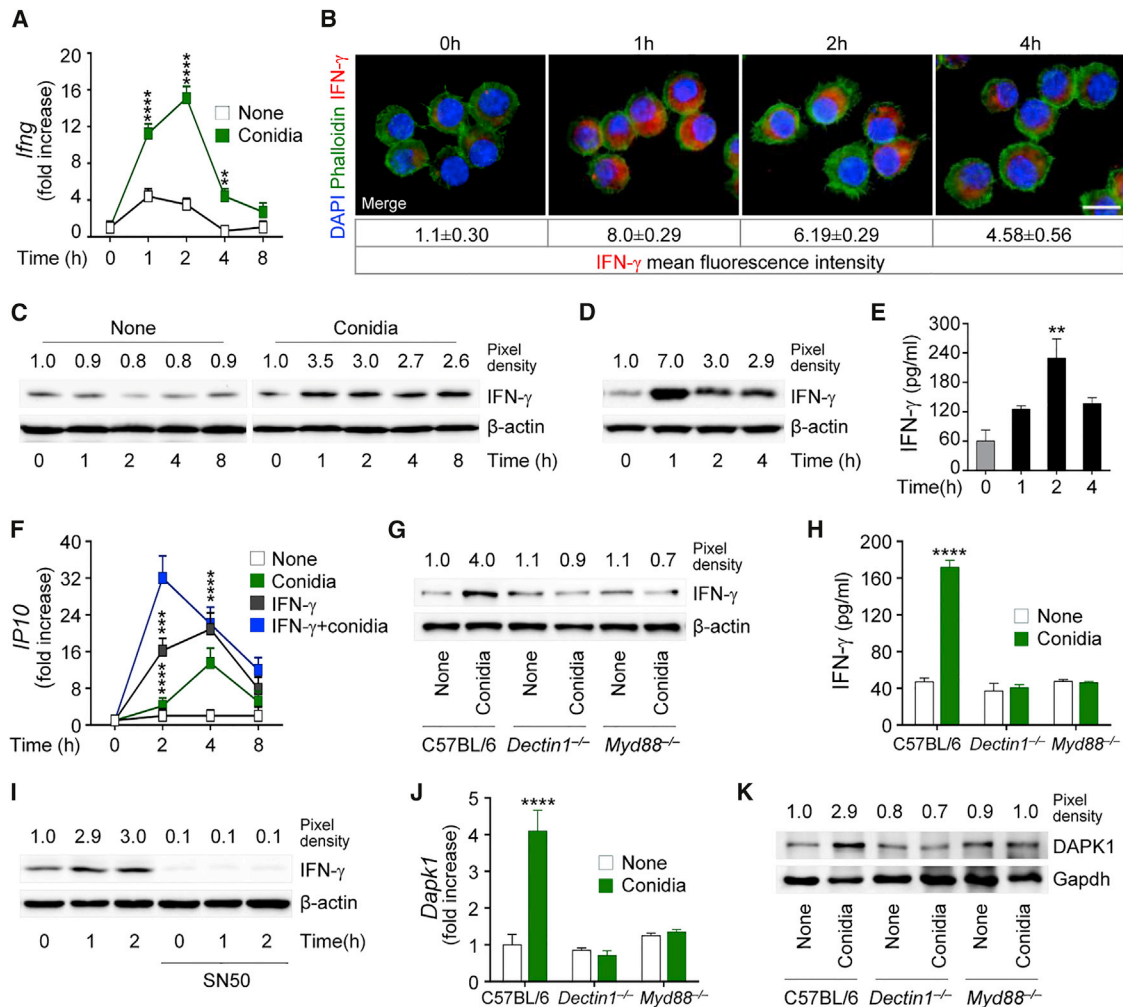 A
Ifng
(fold increase)
20
16
12
8
4
0
****
****
**
None
Conidia
Time (h)
0 1 2 4 8
B
DAPI Phalloidin IFN-γ
0h 1h 2h 4h
Merge
1.1±0.30 8.0±0.29 6.19±0.29 4.58±0.56
IFN-γ mean fluorescence intensity
C
None Conidia
1.0 0.9 0.8 0.8 0.9 1.0 3.5 3.0 2.7 2.6 Pixel density
IFN-γ
β-actin
0 1 2 4 8 0 1 2 4 8 Time (h)
D
1.0 7.0 3.0 2.9 Pixel density
IFN-γ
β-actin
0 1 2 4 Time (h)
E
IFN-γ (pg/ml)
300
240
180
120
60
0
**
Time(h) 0 1 2 4
F
IP10
(fold increase)
40
32
24
16
8
0
****
***
****
None
Conidia
IFN-γ
IFN-γ+conidia
Time (h) 0 2 4 8
G
1.0 4.0 1.1 0.9 1.1 0.7 Pixel density
IFN-γ
β-actin
None Conidia None Conidia None Conidia
C57BL/6 Dectin1–/– Myd88–/–
H
IFN-γ (pg/ml)
200
160
120
80
40
0
****
None
Conidia
C57BL/6 Dectin1–/– Myd88–/–
I
1.0 2.9 3.0 0.1 0.1 0.1 Pixel density
IFN-γ
β-actin
0 1 2 0 1 2 Time(h)
SN50
J
Dapk1
(fold increase)
5
4
2
1
0
****
None
Conidia
C57BL/6 Dectin1–/– Myd88–/–
K
1.0 2.9 0.8 0.7 0.9 1.0 Pixel density
DAPK1
Gapdh
None Conidia None Conidia None Conidia
C57BL/6 Dectin1–/– Myd88–/–